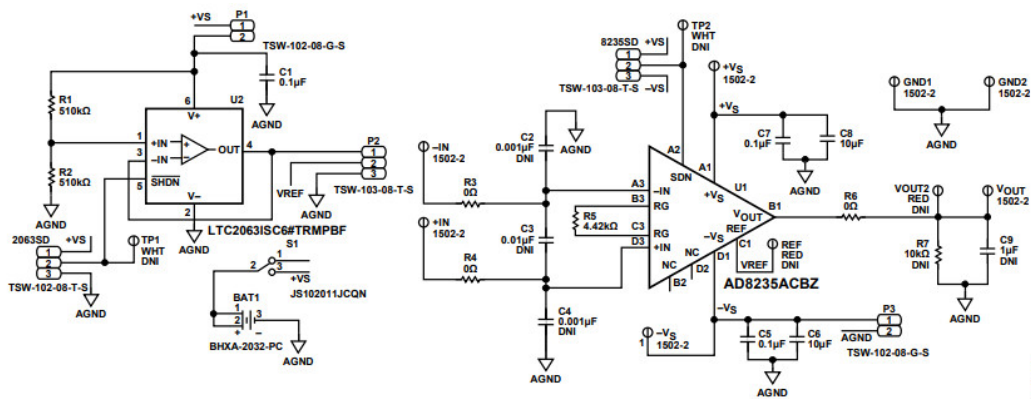 +VS
P1
1
2
TSW-102-08-G-S
C1
0.1µF
AGND
R1
510kΩ
6
U2
V+
1
+IN
3
–IN
OUT
4
5
SHDN
V–
2
R2
510kΩ
AGND
AGND
LTC2063ISC6#TRMPBF
P2
1
VREF
2
3
TSW-103-08-T-S
AGND
2063SD
+VS
1
2
3
TSW-102-08-T-S
AGND
TP1
WHT
DNI
S1
2
1
3
+VS
JS102011JCQN
BAT1
1
2
3
+
–
BHXA-2032-PC
AGND
–IN
1502-2
R3
0Ω
+IN
1502-2
R4
0Ω
C2
0.001µF
DNI
AGND
C3
0.01µF
DNI
C4
0.001µF
DNI
AGND
R5
4.42kΩ
8235SD
+VS
1
2
3
–VS
TSW-103-08-T-S
TP2
WHT
DNI
+VS
1502-2
+VS
C7
0.1µF
C8
10µF
AGND
GND1
1502-2
GND2
1502-2
AGND
A2
A1
SDN
+VS
U1
A3
–IN
B3
RG
C3
RG
D3
+IN
VOUT
B1
REF
C1
–VS
D1
NC
D2
NC
B2
VREF
REF
RED
DNI
AD8235ACBZ
R6
0Ω
VOUT2
RED
DNI
VOUT
1502-2
R7
10kΩ
DNI
C9
1µF
DNI
AGND
–VS
1
–VS
1502-2
C5
0.1µF
C6
10µF
AGND
P3
1
AGND
2
TSW-102-08-G-S